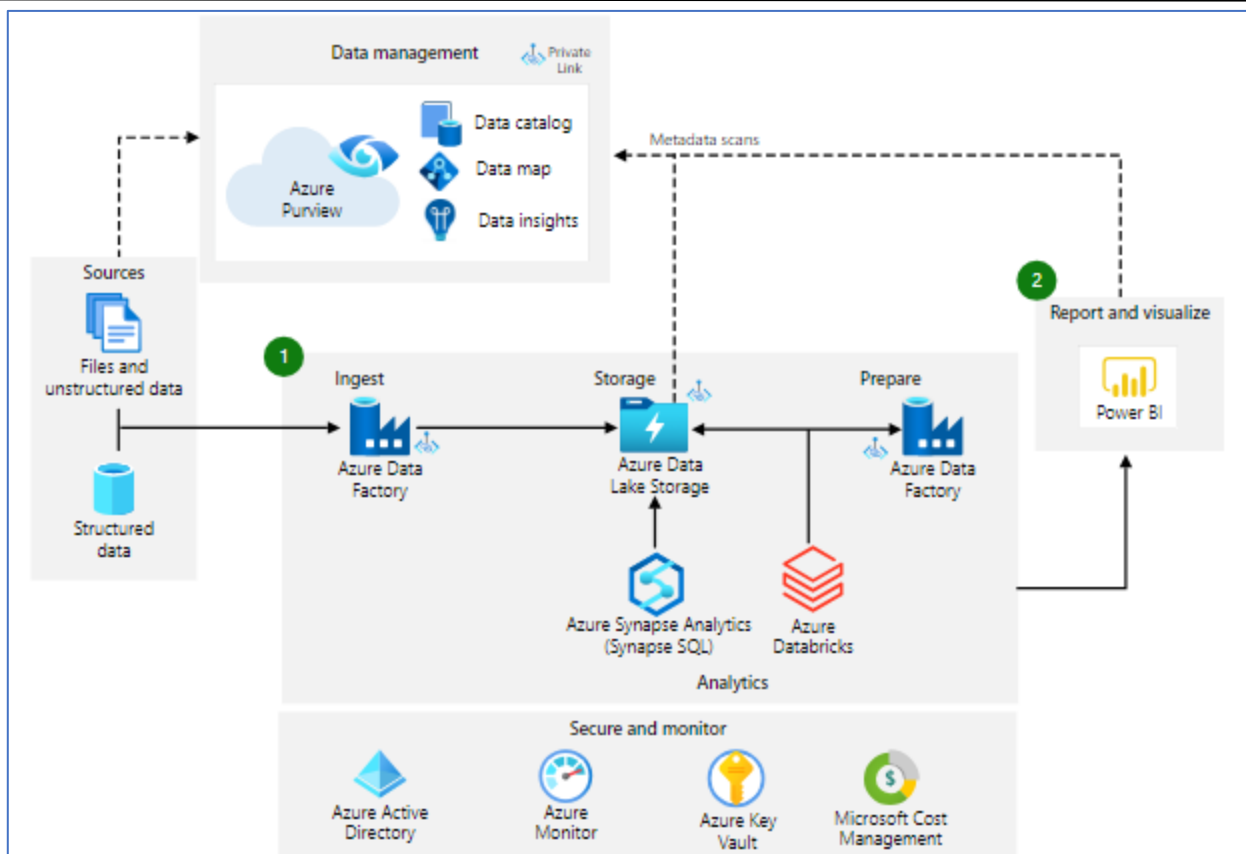 Data management
Private
Link
Data catalog
Data map
Data insights
Azure
Purview
Metadata scans
Sources
Files and
unstructured data
Structured
data
1
Ingest
Azure Data
Factory
Storage
Azure Data
Lake Storage
Prepare
Azure Data
Factory
Azure Synapse Analytics
(Synapse SQL)
Azure
Databricks
Analytics
2
Report and visualize
Power BI
Secure and monitor
Azure Active
Directory
Azure
Monitor
Azure Key
Vault
Microsoft Cost
Management